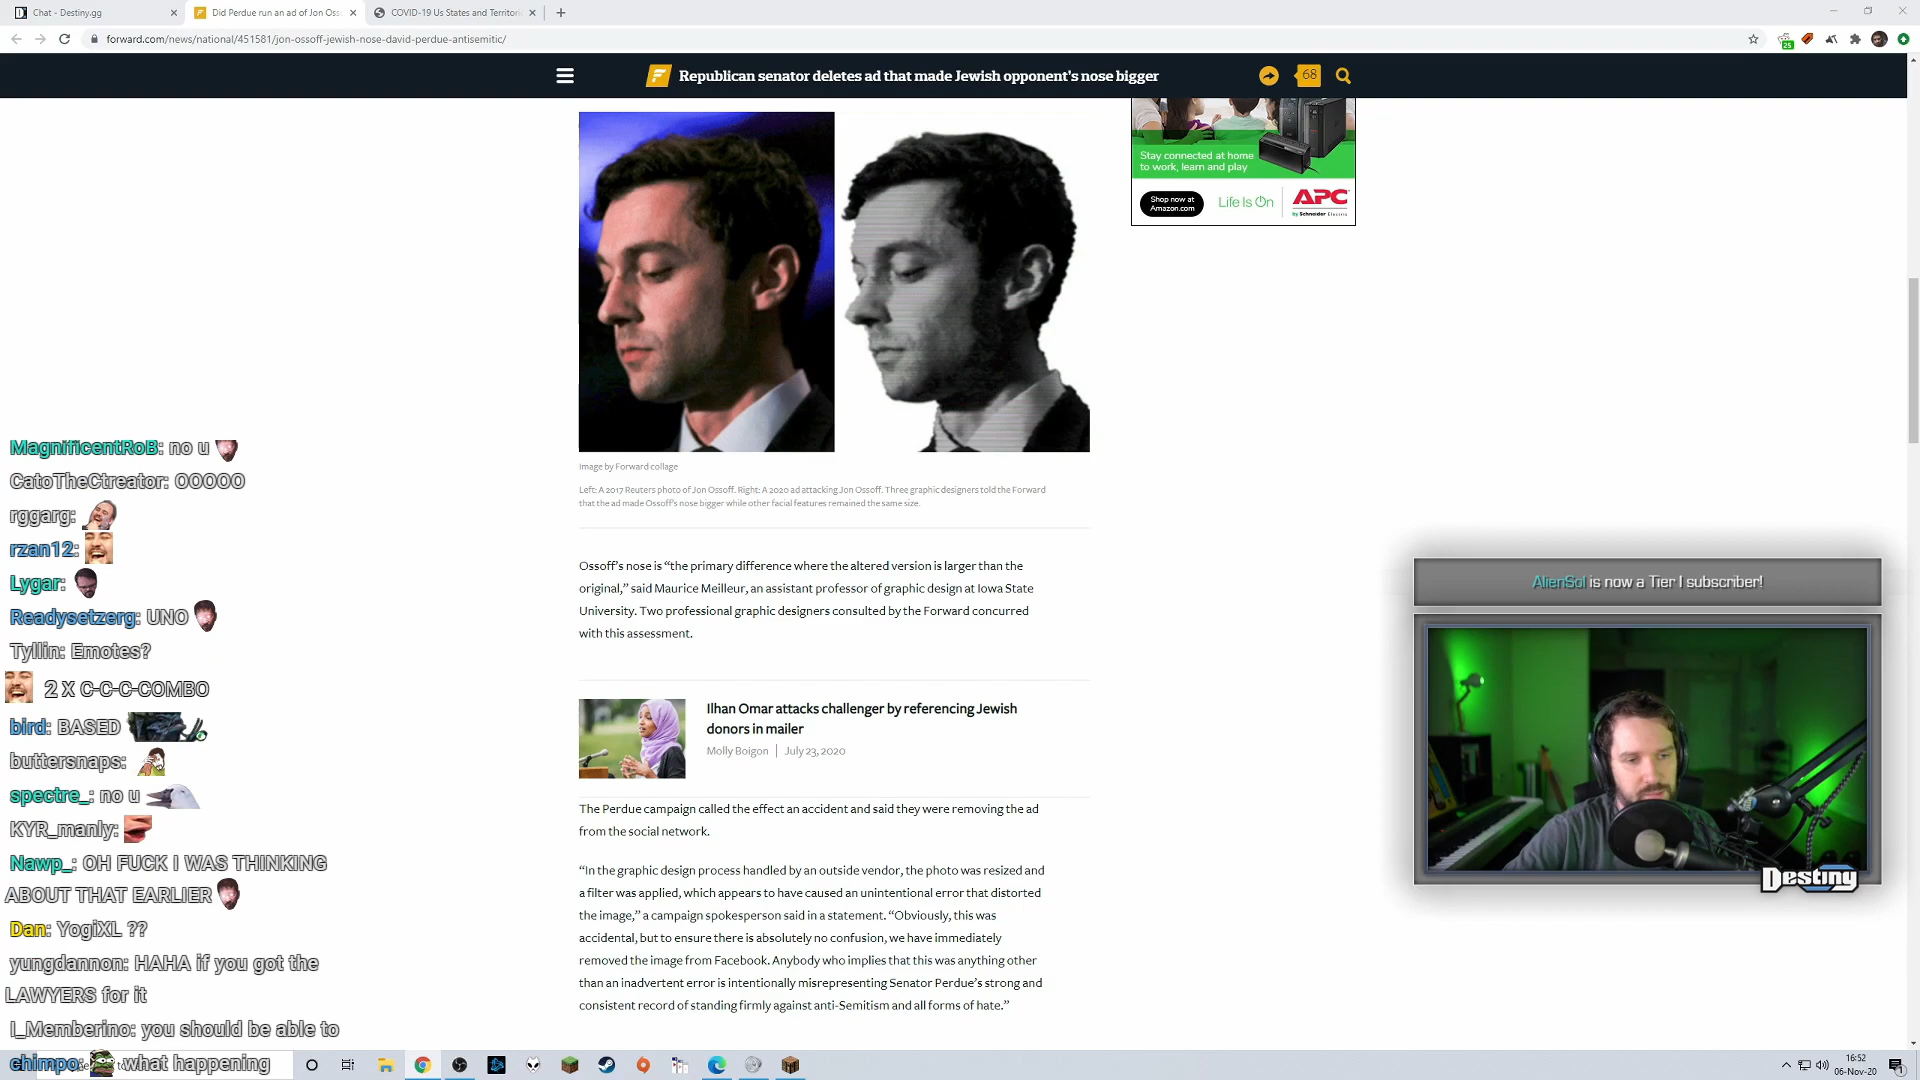 Chat - Destiny.gg
Did Perdue run an ad of Jon Oss
COVID-19 Us States and Territori
forward.com/news/national/451581/jon-ossoff-jewish-nose-david-perdue-antisemitic/
25
Republican senator deletes ad that made Jewish opponent's nose bigger
68
Stay connected at home
to work, learn and play
Shop now at
Amazon.com
Life Is On
APC
by Schneider Electric
Image by Forward collage
Left: A 2017 Reuters photo of Jon Ossoff. Right: A 2020 ad attacking Jon Ossoff. Three graphic designers told the Forward
that the ad made Ossoff's nose bigger while other facial features remained the same size.
Ossoff's nose is “the primary difference where the altered version is larger than the
original,” said Maurice Meilleur, an assistant professor of graphic design at Iowa State
University. Two professional graphic designers consulted by the Forward concurred
with this assessment.
Ilhan Omar attacks challenger by referencing Jewish
donors in mailer
Molly Boigon | July 23, 2020
The Perdue campaign called the effect an accident and said they were removing the ad
from the social network.
“In the graphic design process handled by an outside vendor, the photo was resized and
a filter was applied, which appears to have caused an unintentional error that distorted
the image,” a campaign spokesperson said in a statement. “Obviously, this was
accidental, but to ensure there is absolutely no confusion, we have immediately
removed the image from Facebook. Anybody who implies that this was anything other
than an inadvertent error is intentionally misrepresenting Senator Perdue's strong and
consistent record of standing firmly against anti-Semitism and all forms of hate.”
MagnificentRoB: no u
CatoTheCtreator: OOOOO
rggarg:
rzan12:
Lygar:
Readysetzerg: UNO
Tyllin: Emotes?
2 X C-C-C-COMBO
bird: BASED
buttersnaps:
spectre_: no u
KYR_manly:
Nawp_: OH FUCK I WAS THINKING
ABOUT THAT EARLIER
Dan: YogiXL ??
yungdannon: HAHA if you got the
LAWYERS for it
I_Memberino: you should be able to
chimpo: what happening
AlienSol is now a Tier 1 subscriber!
Destiny
16:52
06-Nov-20